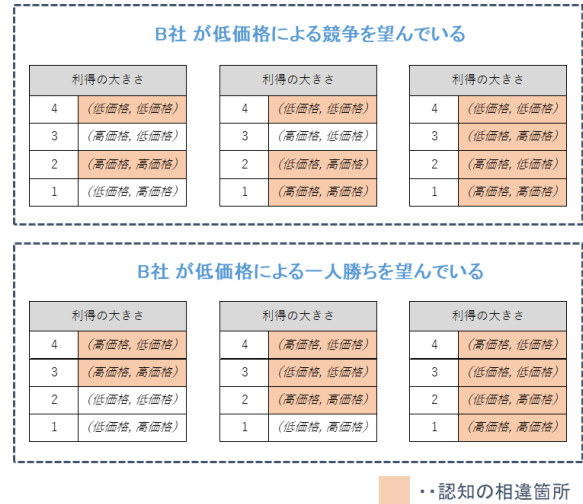 B社 が低価格による競争を望んでいる
利得の大きさ
4 (低価格, 低価格)
3 (高価格, 低価格)
2 (高価格, 高価格)
1 (低価格, 高価格)
利得の大きさ
4 (低価格, 低価格)
3 (高価格, 低価格)
2 (低価格, 高価格)
1 (高価格, 高価格)
利得の大きさ
4 (低価格, 低価格)
3 (低価格, 高価格)
2 (高価格, 低価格)
1 (高価格, 高価格)
B社 が低価格による一人勝ちを望んでいる
利得の大きさ
4 (高価格, 低価格)
3 (高価格, 高価格)
2 (低価格, 低価格)
1 (低価格, 高価格)
利得の大きさ
4 (高価格, 低価格)
3 (低価格, 低価格)
2 (高価格, 高価格)
1 (低価格, 高価格)
利得の大きさ
4 (高価格, 低価格)
3 (低価格, 低価格)
2 (低価格, 高価格)
1 (高価格, 高価格)
・・認知の相違箇所